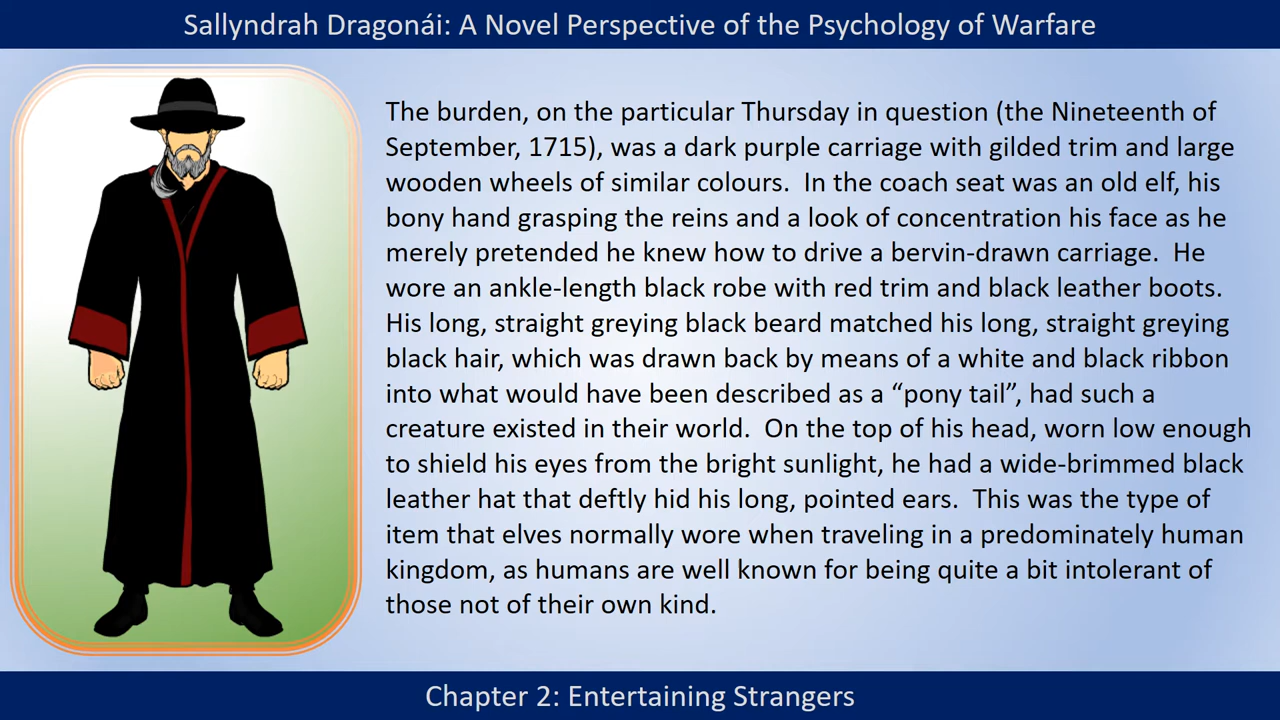 Sallyndrah Dragonái: A Novel Perspective of the Psychology of Warfare
The burden, on the particular Thursday in question (the Nineteenth of
September, 1715), was a dark purple carriage with gilded trim and large
wooden wheels of similar colours.  In the coach seat was an old elf, his
bony hand grasping the reins and a look of concentration his face as he
merely pretended he knew how to drive a bervin-drawn carriage.  He
wore an ankle-length black robe with red trim and black leather boots.
His long, straight greying black beard matched his long, straight greying
black hair, which was drawn back by means of a white and black ribbon
into what would have been described as a “pony tail”, had such a
creature existed in their world.  On the top of his head, worn low enough
to shield his eyes from the bright sunlight, he had a wide-brimmed black
leather hat that deftly hid his long, pointed ears.  This was the type of
item that elves normally wore when traveling in a predominately human
kingdom, as humans are well known for being quite a bit intolerant of
those not of their own kind.
Chapter 2: Entertaining Strangers